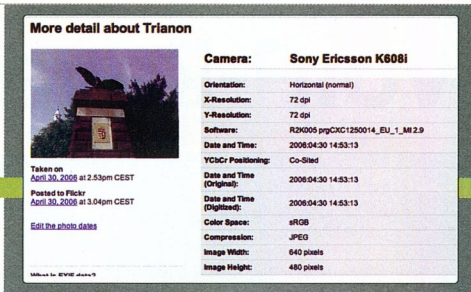 More detail about Trianon
Taken on
April 30, 2006 at 2.53pm CEST
Posted to Flickr
April 30, 2006 at 3.04pm CEST
Edit the photo dates
What is EXIF data?
Camera: Sony Ericsson K608i
Orientation: Horizontal (normal)
X-Resolution: 72 dpi
Y-Resolution: 72 dpi
Software: R2K005 prgCXC1250014_EU_1_MI 2.9
Date and Time: 2006:04:30 14:53:13
YCbCr Positioning: Co-Sited
Date and Time
(Original): 2006:04:30 14:53:13
Date and Time
(Digitized): 2006:04:30 14:53:13
Color Space: sRGB
Compression: JPEG
Image Width: 640 pixels
Image Height: 480 pixels